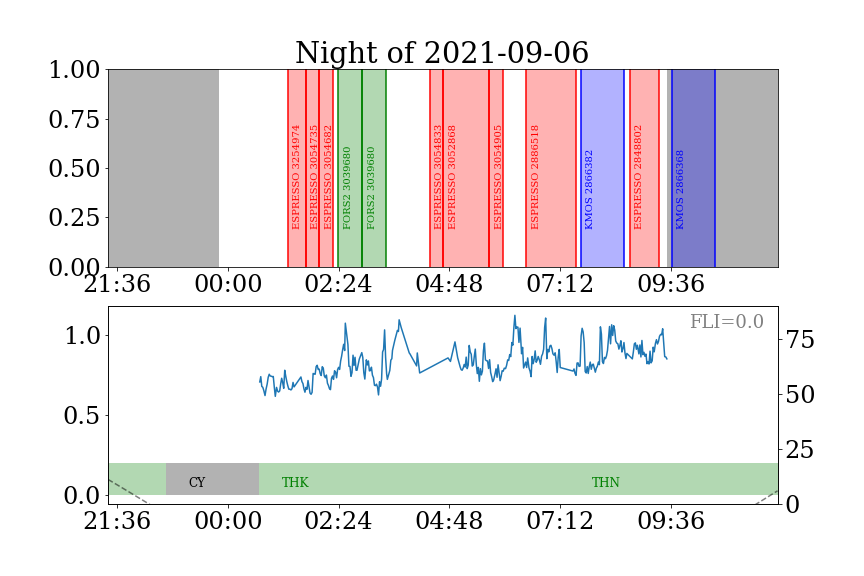 Night of 2021-09-06
1.00
0.75
0.50
0.25
0.00
ESPRESSO 3254974
ESPRESSO 3054735
ESPRESSO 3054682
FORS2 3039680
FORS2 3039680
ESPRESSO 3054833
ESPRESSO 3052868
ESPRESSO 3054905
ESPRESSO 2886518
KMOS 2866382
ESPRESSO 2848802
KMOS 2866368
21:36 00:00 02:24 04:48 07:12 09:36
FLI=0.0
1.0
0.5
0.0
75
50
25
0
CY THK THN
21:36 00:00 02:24 04:48 07:12 09:36